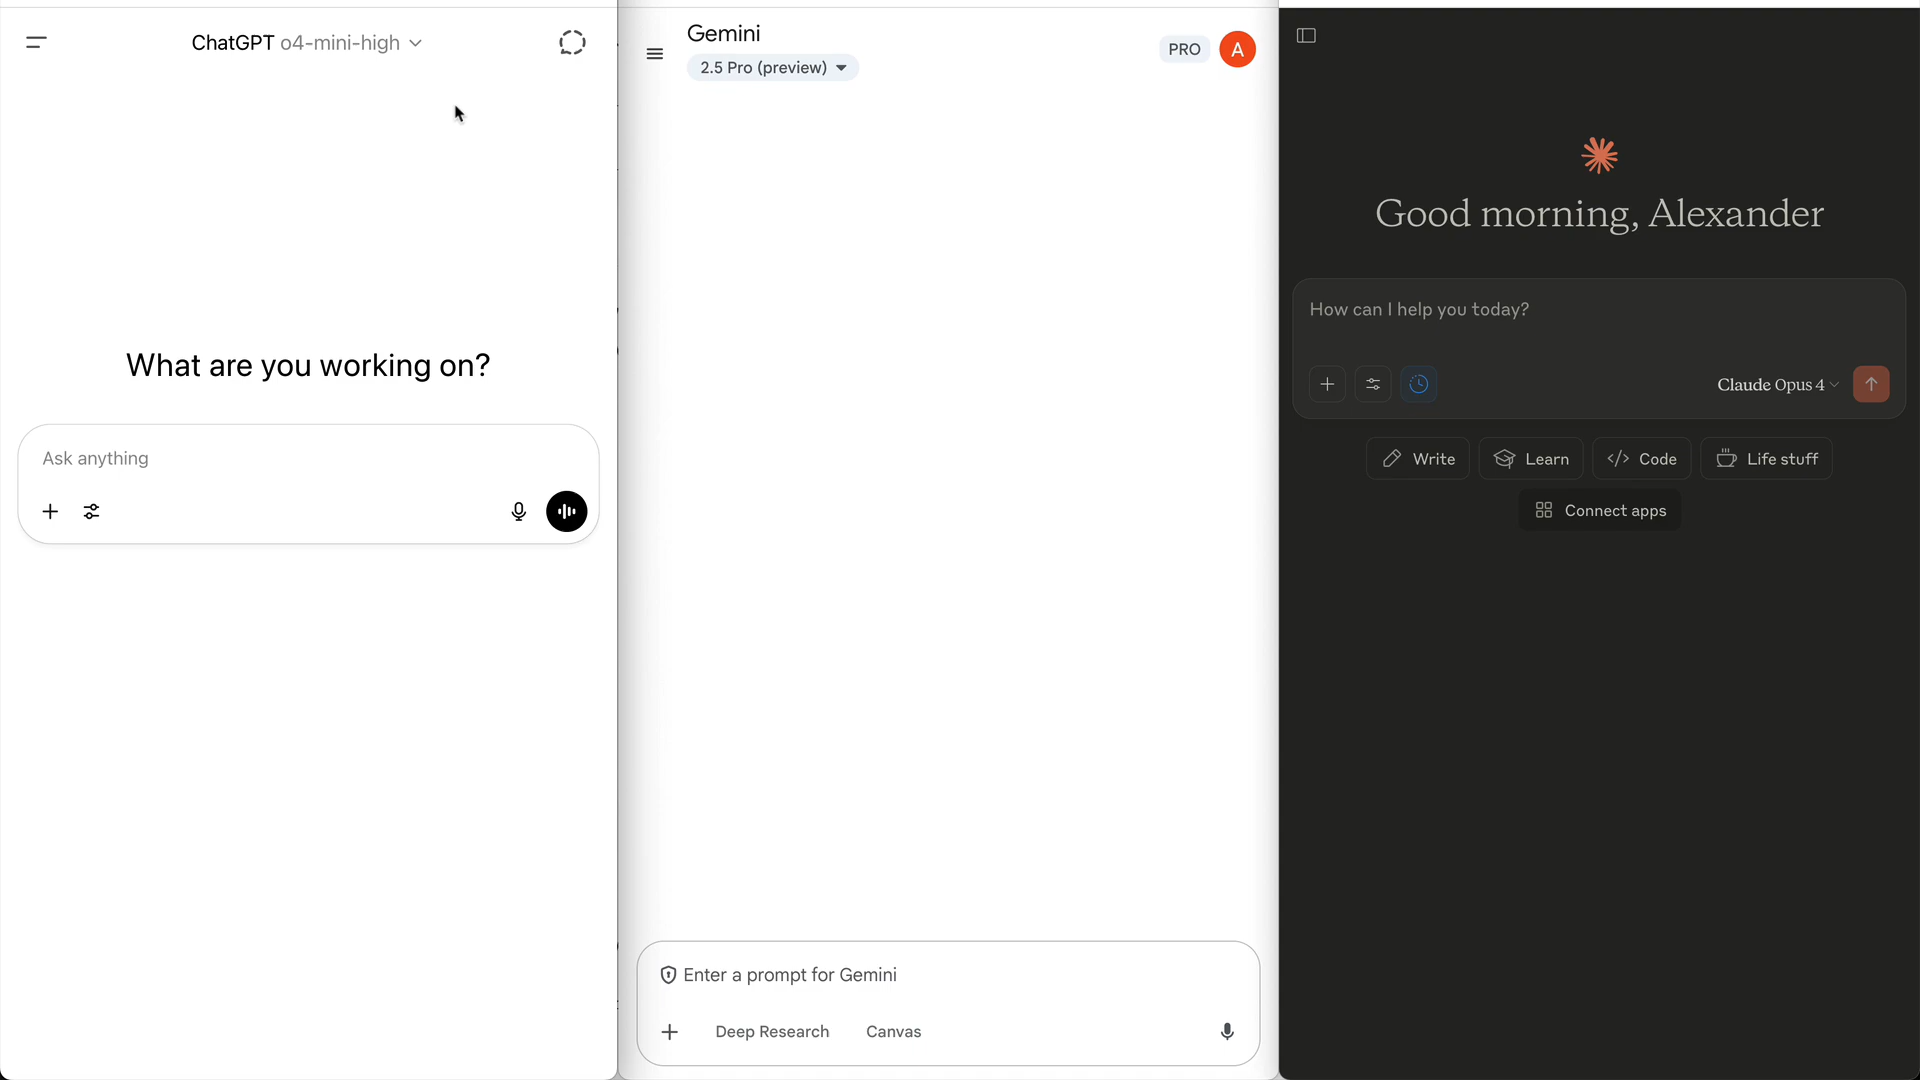 ChatGPT o4-mini-high
What are you working on?
Ask anything
Gemini
2.5 Pro (preview)
PRO
A
Enter a prompt for Gemini
Deep Research
Canvas
Good morning, Alexander
How can I help you today?
Claude Opus 4
Write
Learn
Code
Life stuff
Connect apps